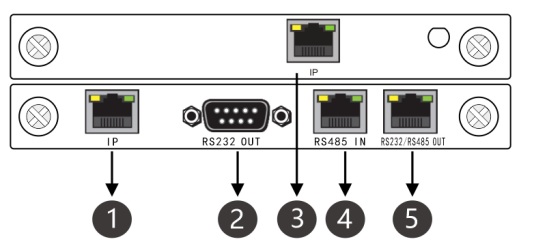 IP
IP
RS232 OUT
RS485 IN
RS232/RS485 OUT
1
2
3
4
5